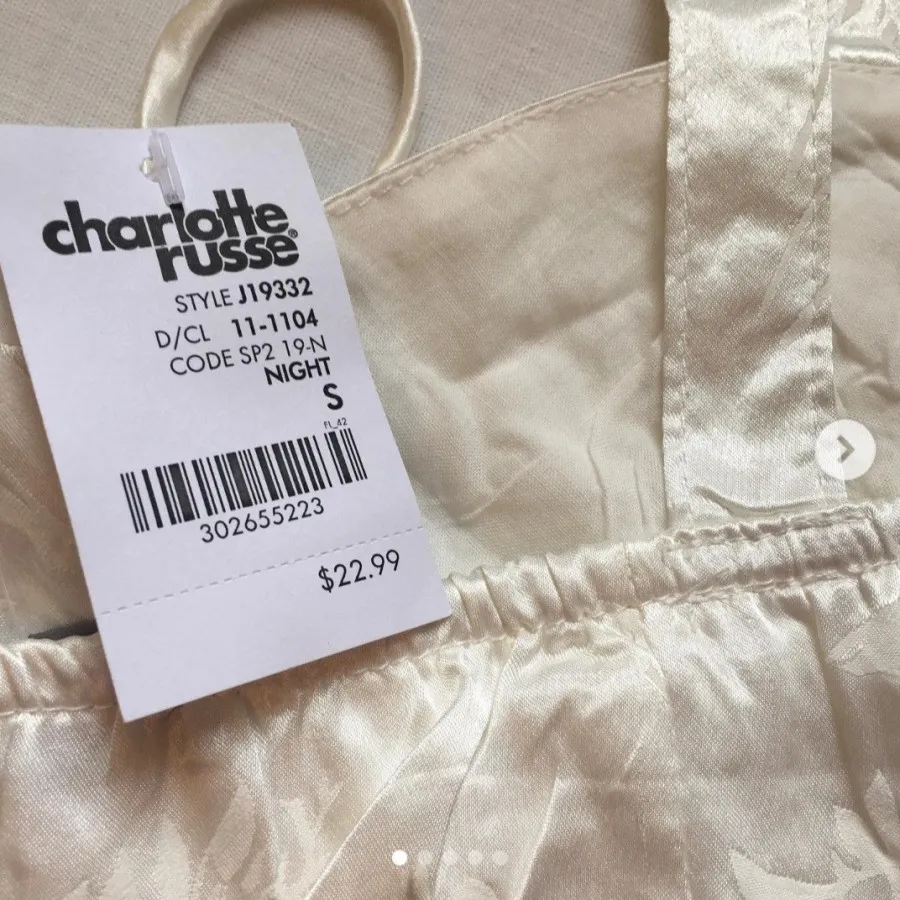 charlotte
russe®
STYLE J19332
D/CL 11-1104
CODE SP2 19-N
NIGHT
S
FL_42
302655223
$22.99